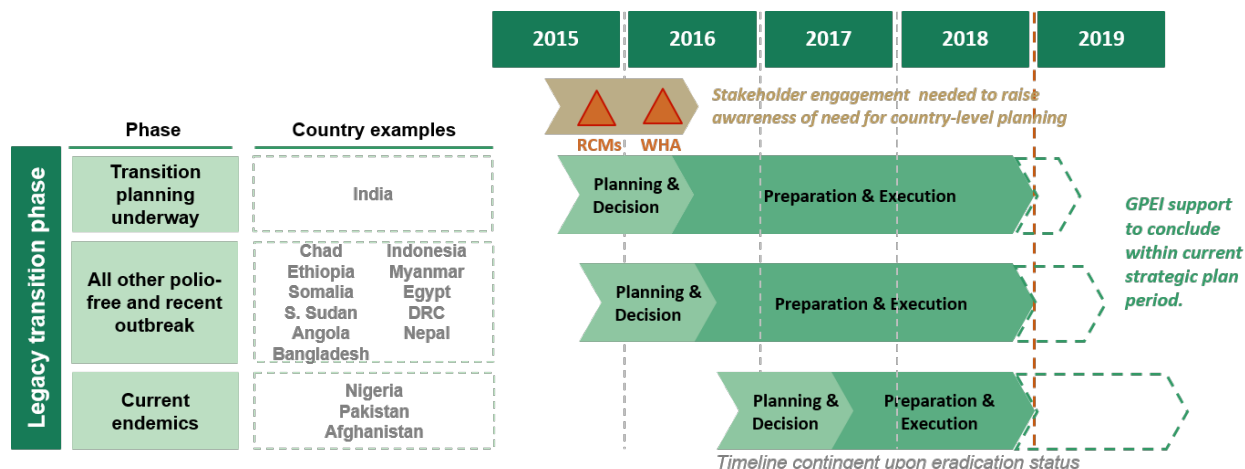 2015
2016
2017
2018
2019
Stakeholder engagement needed to raise
awareness of need for country-level planning
RCMs
WHA
Phase
Country examples
Legacy transition phase
Transition
planning
underway
India
Planning &
Decision
Preparation & Execution
GPEI support
to conclude
within current
strategic plan
period.
All other polio-
free and recent
outbreak
Chad
Ethiopia
Somalia
S. Sudan
Angola
Bangladesh
Indonesia
Myanmar
Egypt
DRC
Nepal
Planning &
Decision
Preparation & Execution
Current
endemics
Nigeria
Pakistan
Afghanistan
Planning &
Decision
Preparation &
Execution
Timeline contingent upon eradication status